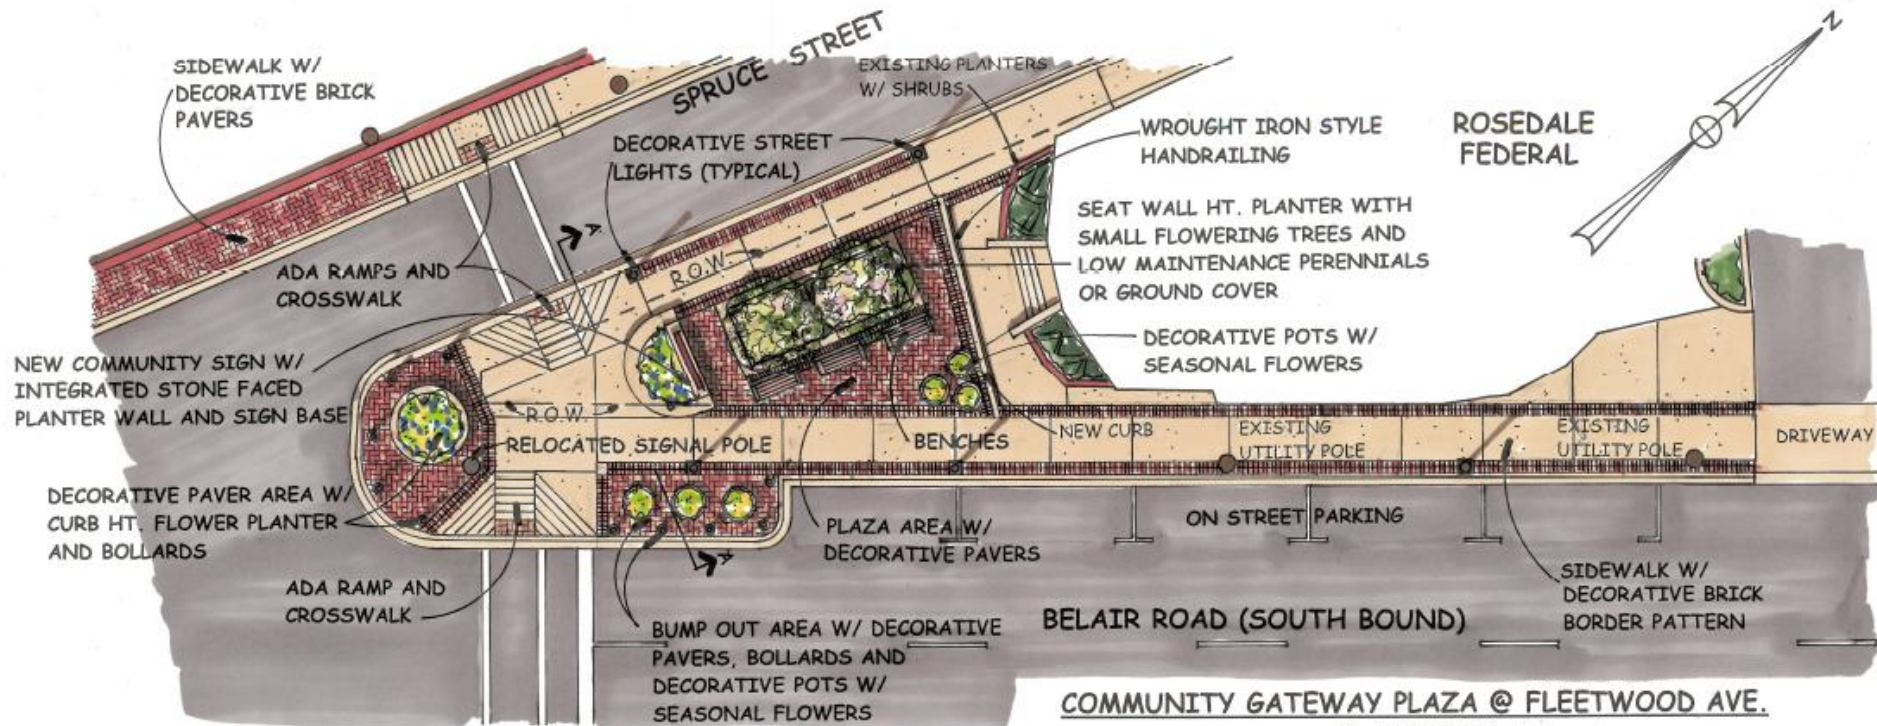 SPRUCE STREET
SIDEWALK W/
DECORATIVE BRICK
PAVERS
EXISTING PLANTERS
W/ SHRUBS
DECORATIVE STREET
LIGHTS (TYPICAL)
WROUGHT IRON STYLE
HANDRAILING
ROSEDALE
FEDERAL
N
SEAT WALL HT. PLANTER WITH
SMALL FLOWERING TREES AND
LOW MAINTENANCE PERENNIALS
OR GROUND COVER
A
R.O.W.
ADA RAMPS AND
CROSSWALK
DECORATIVE POTS W/
SEASONAL FLOWERS
NEW COMMUNITY SIGN W/
INTEGRATED STONE FACED
PLANTER WALL AND SIGN BASE
R.O.W.
RELOCATED SIGNAL POLE
BENCHES
NEW CURB
EXISTING
UTILITY POLE
EXISTING
UTILITY POLE
DRIVEWAY
DECORATIVE PAVER AREA W/
CURB HT. FLOWER PLANTER
AND BOLLARDS
PLAZA AREA W/
DECORATIVE PAVERS
ON STREET PARKING
A
ADA RAMP AND
CROSSWALK
SIDEWALK W/
DECORATIVE BRICK
BORDER PATTERN
BUMP OUT AREA W/ DECORATIVE
PAVERS, BOLLARDS AND
DECORATIVE POTS W/
SEASONAL FLOWERS
BELAIR ROAD (SOUTH BOUND)
COMMUNITY GATEWAY PLAZA @ FLEETWOOD AVE.